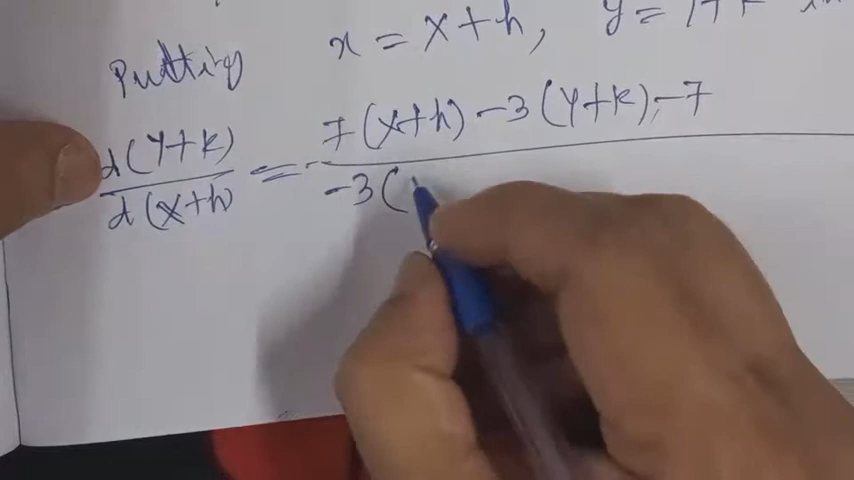 Putting x = X+h, y =
d(Y+k) / d(X+h) = 7(X+h) -3(Y+k) -7 / -3(